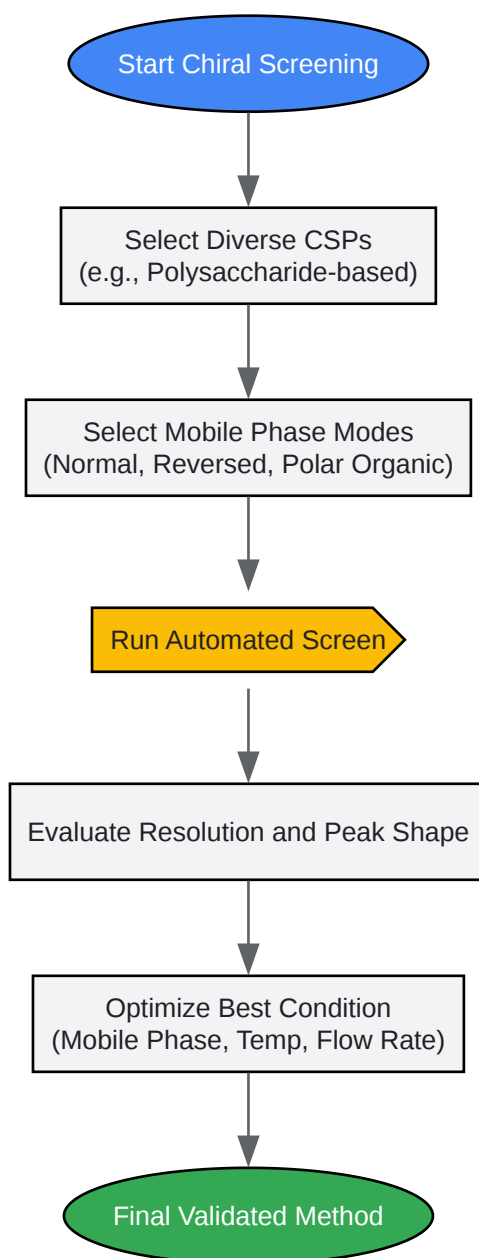 Start Chiral Screening
Select Diverse CSPs
(e.g., Polysaccharide-based)
Select Mobile Phase Modes
(Normal, Reversed, Polar Organic)
Run Automated Screen
Evaluate Resolution and Peak Shape
Optimize Best Condition
(Mobile Phase, Temp, Flow Rate)
Final Validated Method